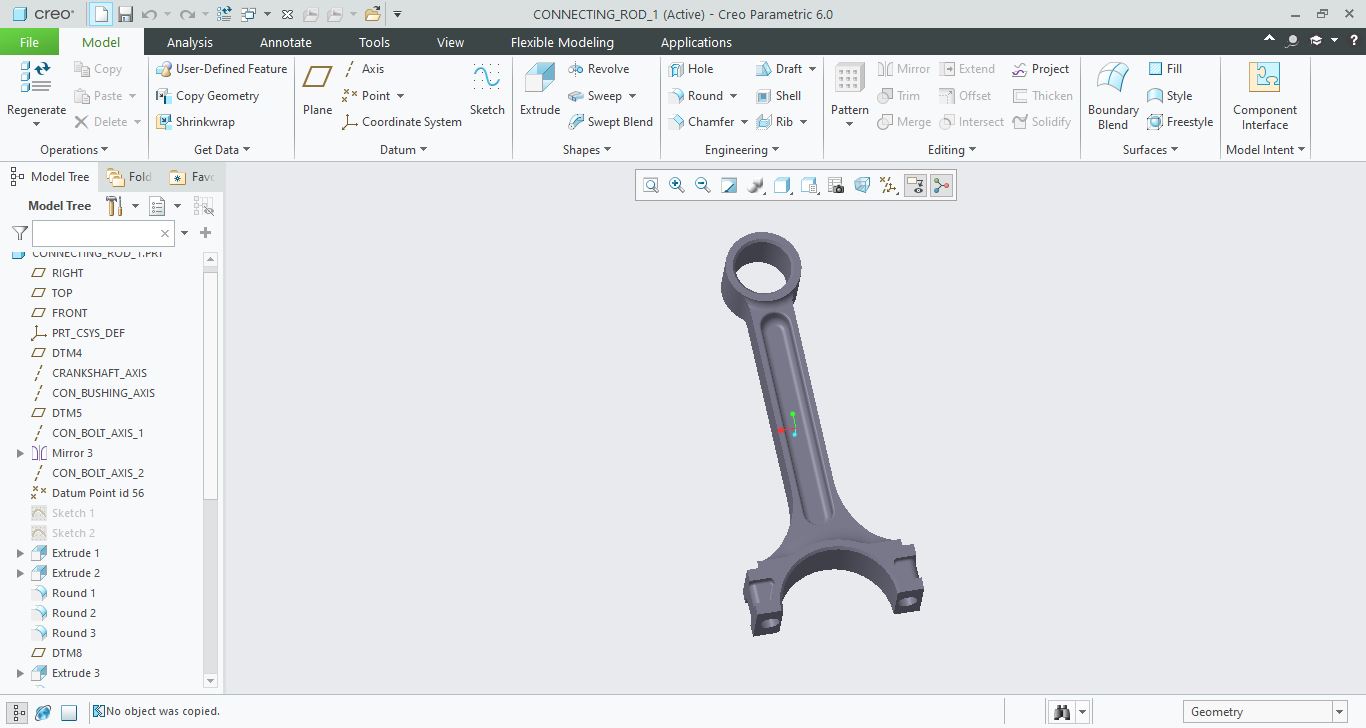 creo CONNECTING_ROD_1 (Active) - Creo Parametric 6.0
File Model Analysis Annotate Tools View Flexible Modeling Applications
Copy User-Defined Feature Axis Revolve Hole Draft Mirror Extend Project Fill
Regenerate Paste Copy Geometry Plane Point Sketch Extrude Sweep Round Shell Pattern Trim Offset Thicken Boundary Blend Style Component Interface
Delete Shrinkwrap Coordinate System Swept Blend Chamfer Rib Merge Intersect Solidify Freestyle
Operations Get Data Datum Shapes Engineering Editing Surfaces Model Intent
Model Tree Fold Favo
Model Tree
CONNECTING_ROD_1.PRT
RIGHT
TOP
FRONT
PRT_CSYS_DEF
DTM4
CRANKSHAFT_AXIS
CON_BUSHING_AXIS
DTM5
CON_BOLT_AXIS_1
Mirror 3
CON_BOLT_AXIS_2
Datum Point id 56
Sketch 1
Sketch 2
Extrude 1
Extrude 2
Round 1
Round 2
Round 3
DTM8
Extrude 3
No object was copied. Geometry